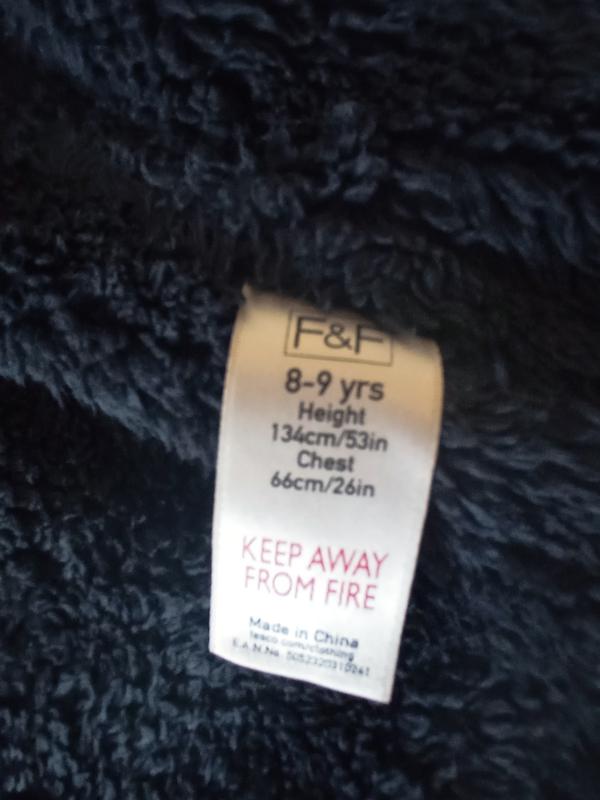 F&F
8-9 yrs
Height
134cm/53in
Chest
66cm/26in
KEEP AWAY
FROM FIRE
Made in China
tesco.com/clothing
E.A.N.No.